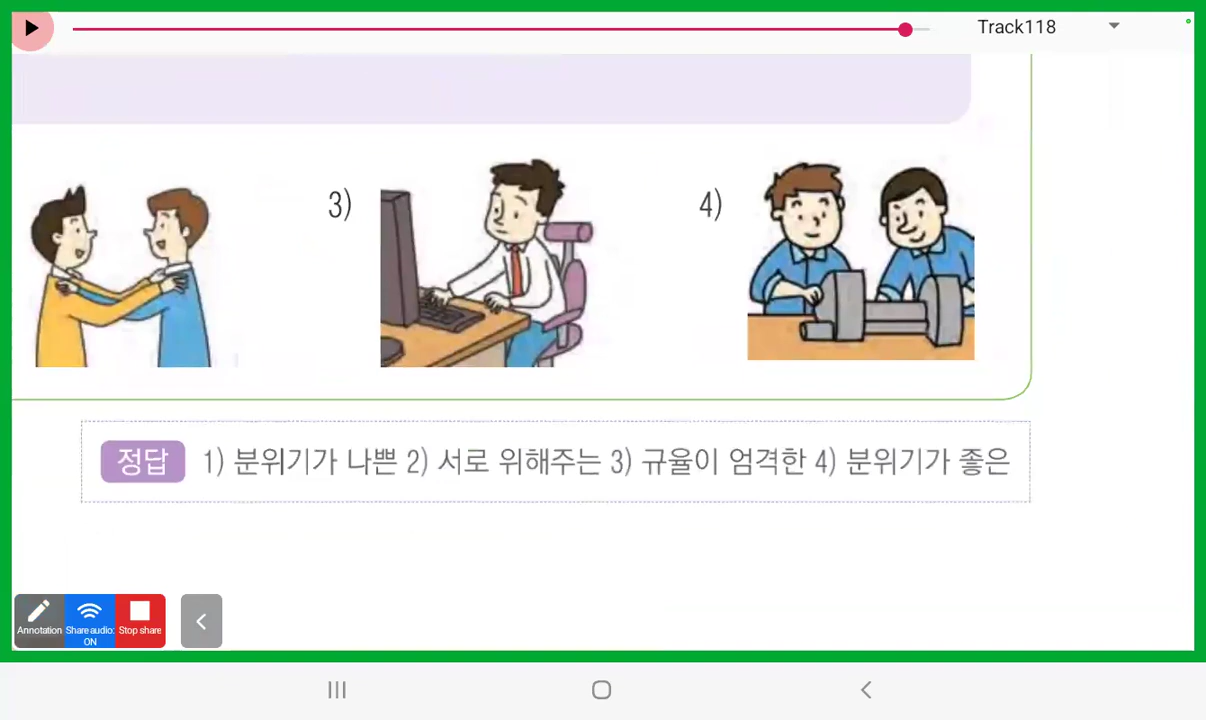 Track118
3)
4)
정답 1) 분위기가 나쁜 2) 서로 위해주는 3) 규율이 엄격한 4) 분위기가 좋은
Annotation
Share audio:
ON
Stop share